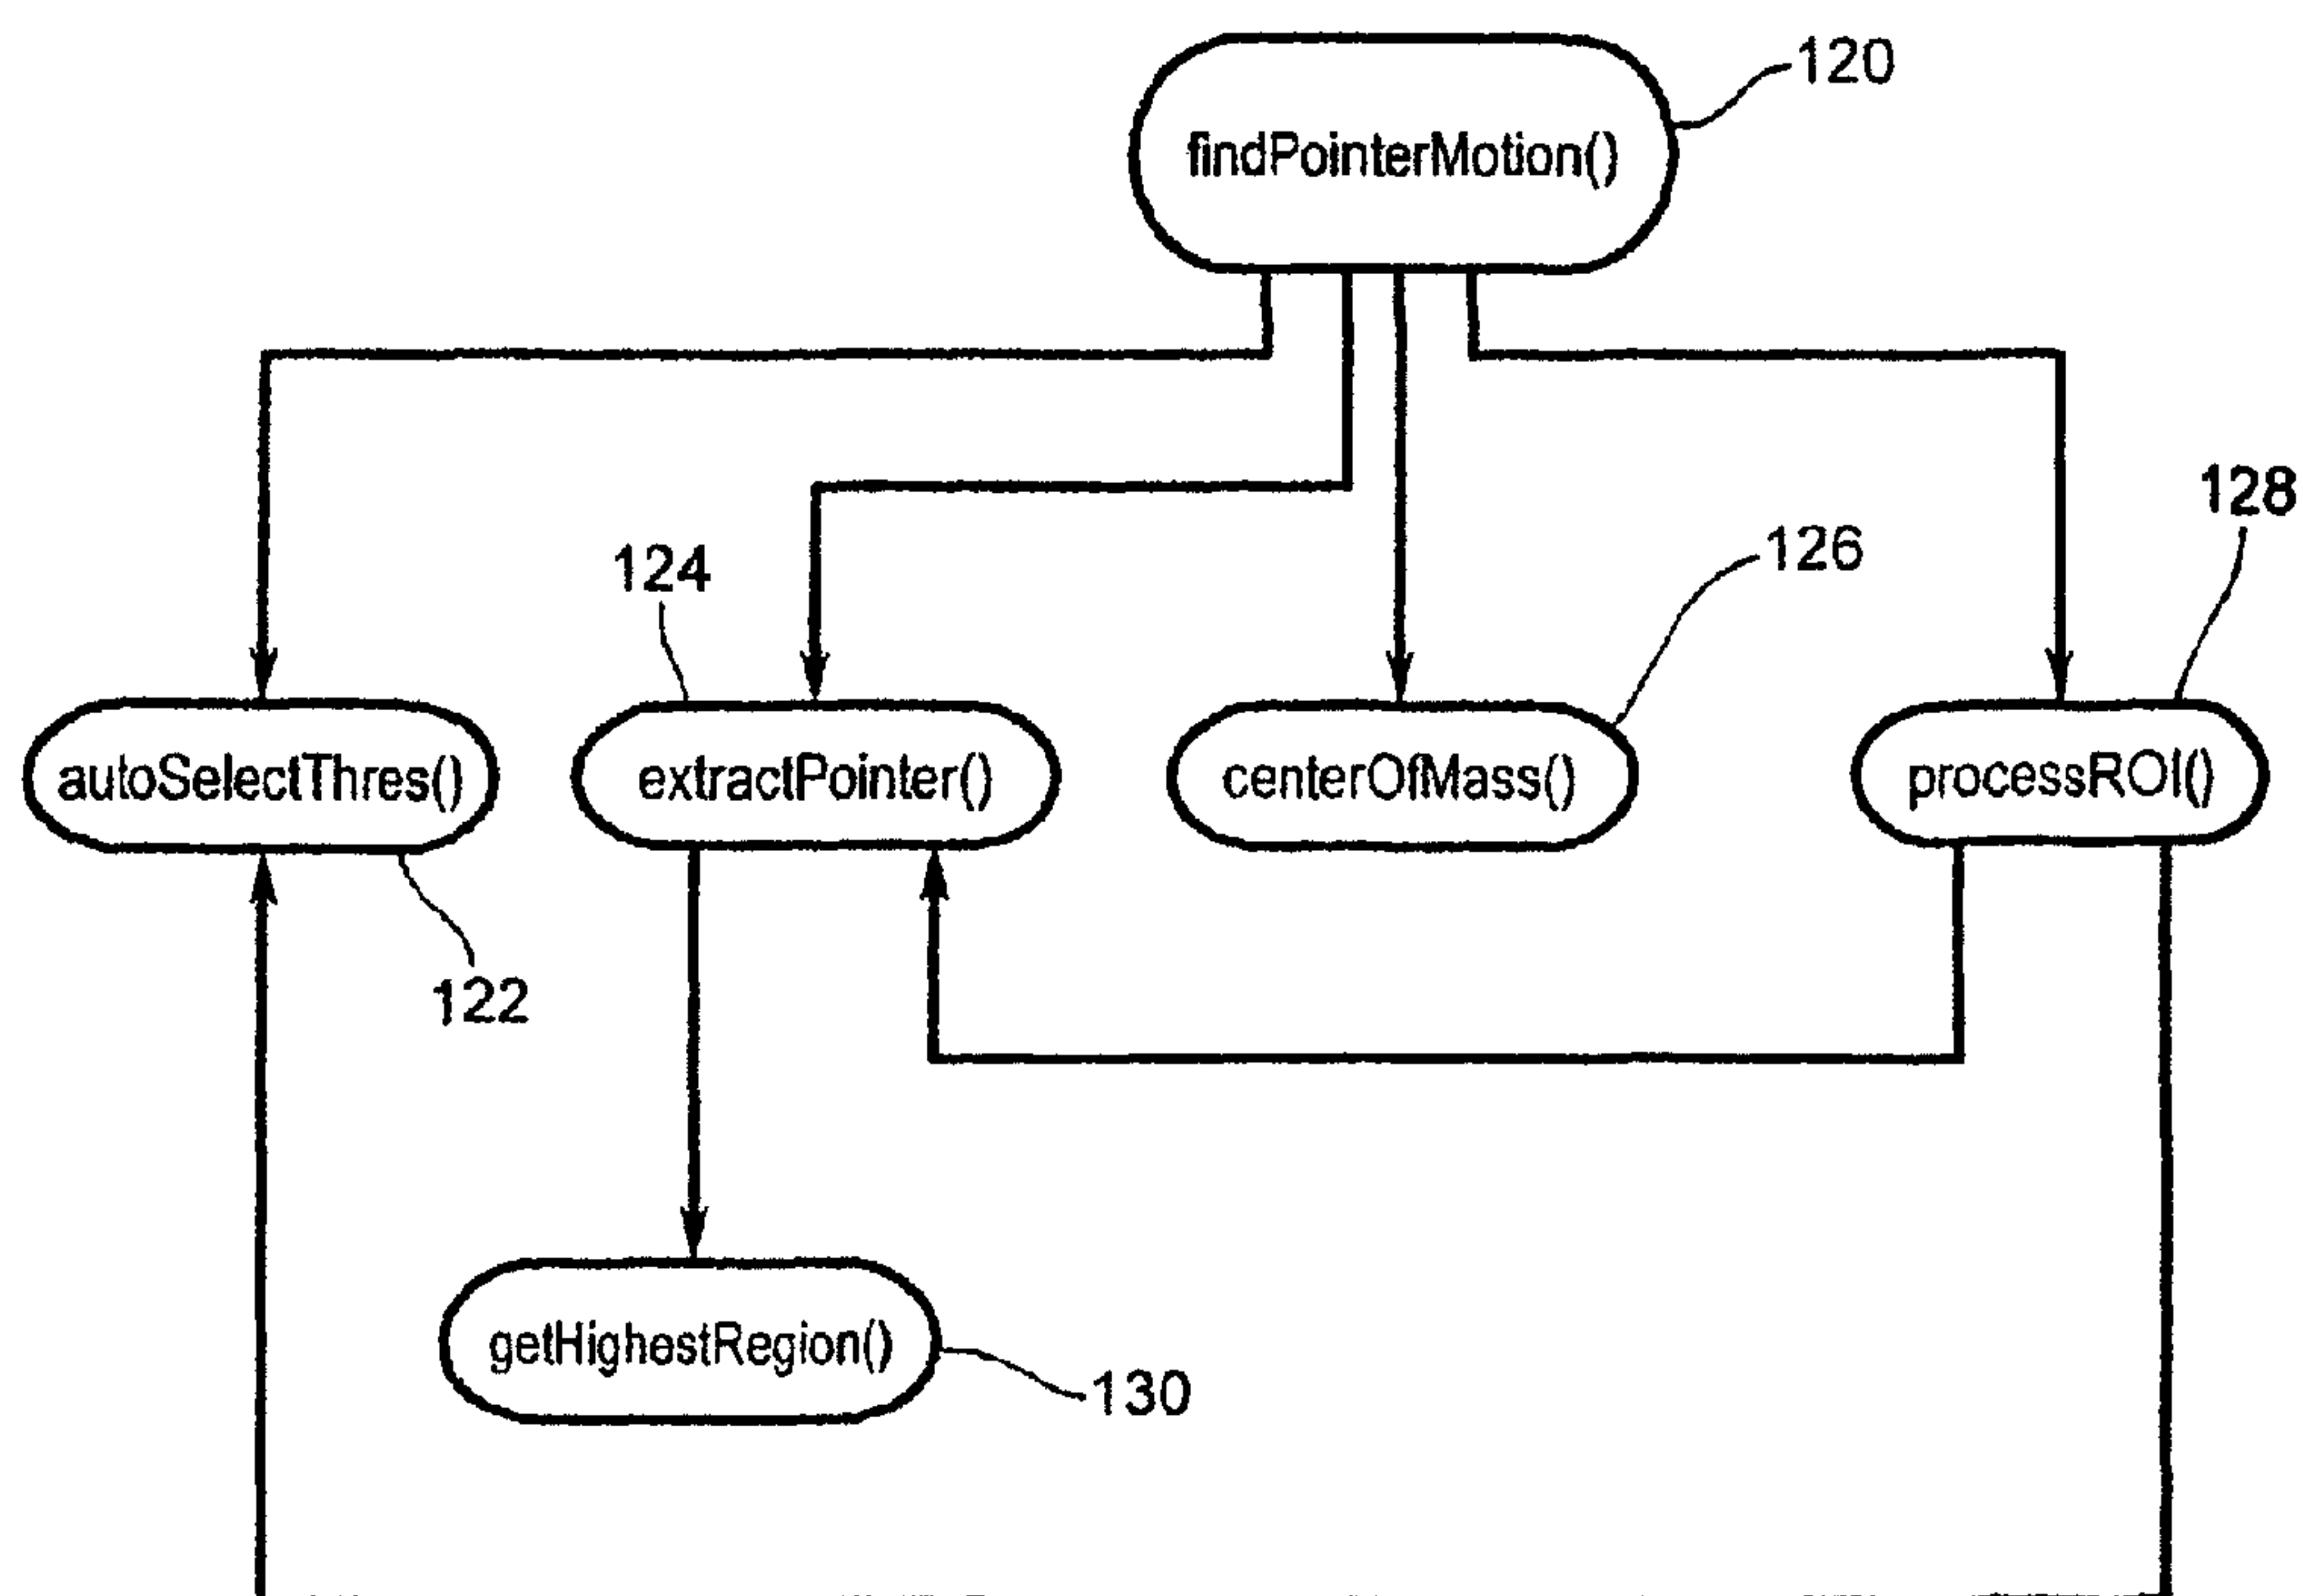 120
findPointerMotion()
128
126
124
autoSelectThres()
extractPointer()
centerOfMass()
processROI()
122
getHighestRegion()
130